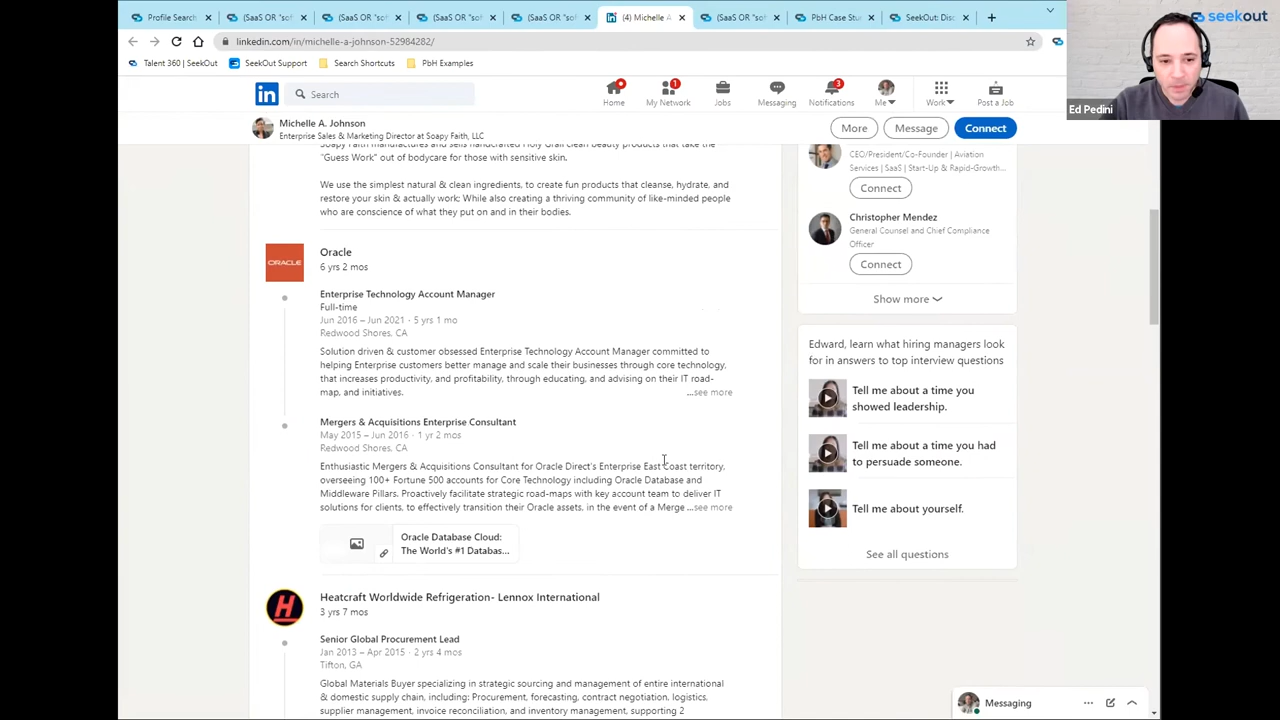 Profile Search
(SaaS OR "so
(SaaS OR "sof
(SaaS OR "sof
(SaaS OR "sof
(4) Michelle
(SaaS OR "sof
PbH Case Stu
SeekOut: Disc
linkedin.com/in/michelle-a-johnson-52984282/
Talent 360 | SeekOut
SeekOut Support
Search Shortcuts
PbH Examples
seekout
Ed Pedini
Search
1
3
Home
My Network
Jobs
Messaging
Notifications
Me
Work
Post a Job
Michelle A. Johnson
Enterprise Sales & Marketing Director at Soapy Faith, LLC
More
Message
Connect
Soapy Faith manufactures and sells handcrafted Holy Grail clean beauty products that take the
"Guess Work" out of bodycare for those with sensitive skin.
We use the simplest natural & clean ingredients, to create fun products that cleanse, hydrate, and
restore your skin & actually work; While also creating a thriving community of like-minded people
who are conscience of what they put on and in their bodies.
ORACLE
Oracle
6 yrs 2 mos
Enterprise Technology Account Manager
Full-time
Jun 2016 – Jun 2021 · 5 yrs 1 mo
Redwood Shores, CA
Solution driven & customer obsessed Enterprise Technology Account Manager committed to
helping Enterprise customers better manage and scale their businesses through core technology,
that increases productivity, and profitability, through educating, and advising on their IT road-
map, and initiatives.
...see more
Mergers & Acquisitions Enterprise Consultant
May 2015 – Jun 2016 · 1 yr 2 mos
Redwood Shores, CA
Enthusiastic Mergers & Acquisitions Consultant for Oracle Direct's Enterprise East Coast territory,
overseeing 100+ Fortune 500 accounts for Core Technology including Oracle Database and
Middleware Pillars. Proactively facilitate strategic road-maps with key account team to deliver IT
solutions for clients, to effectively transition their Oracle assets, in the event of a Merge ...see more
Oracle Database Cloud:
The World's #1 Databas...
H
Heatcraft Worldwide Refrigeration- Lennox International
3 yrs 7 mos
Senior Global Procurement Lead
Jan 2013 – Apr 2015 · 2 yrs 4 mos
Tifton, GA
Global Materials Buyer specializing in strategic sourcing and management of entire international
& domestic supply chain, including: Procurement, forecasting, contract negotiation, logistics,
supplier management, invoice reconciliation, and inventory management, supporting 2
CEO/President/Co-Founder | Aviation
Services | SaaS | Start-Up & Rapid-Growth...
Connect
Christopher Mendez
General Counsel and Chief Compliance
Officer
Connect
Show more
Edward, learn what hiring managers look
for in answers to top interview questions
Tell me about a time you
showed leadership.
Tell me about a time you had
to persuade someone.
Tell me about yourself.
See all questions
Messaging